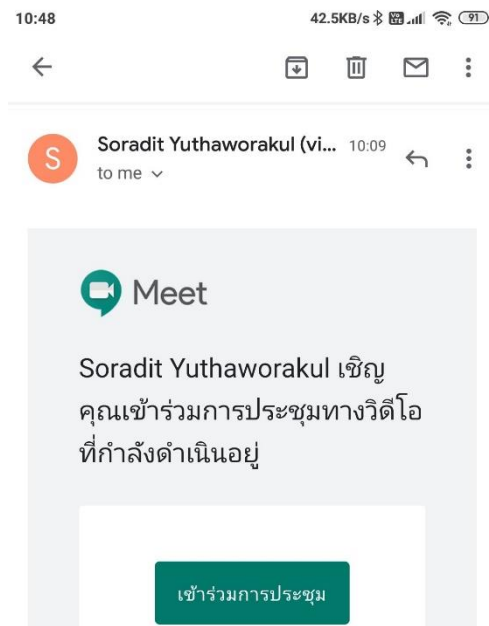 10:48 42.5KB/s 91
Soradit Yuthaworakul (vi... 10:09
to me
S
Meet
Soradit Yuthaworakul เชิญ
คุณเข้าร่วมการประชุมทางวิดีโอ
ที่กำลังดำเนินอยู่
เข้าร่วมการประชุม